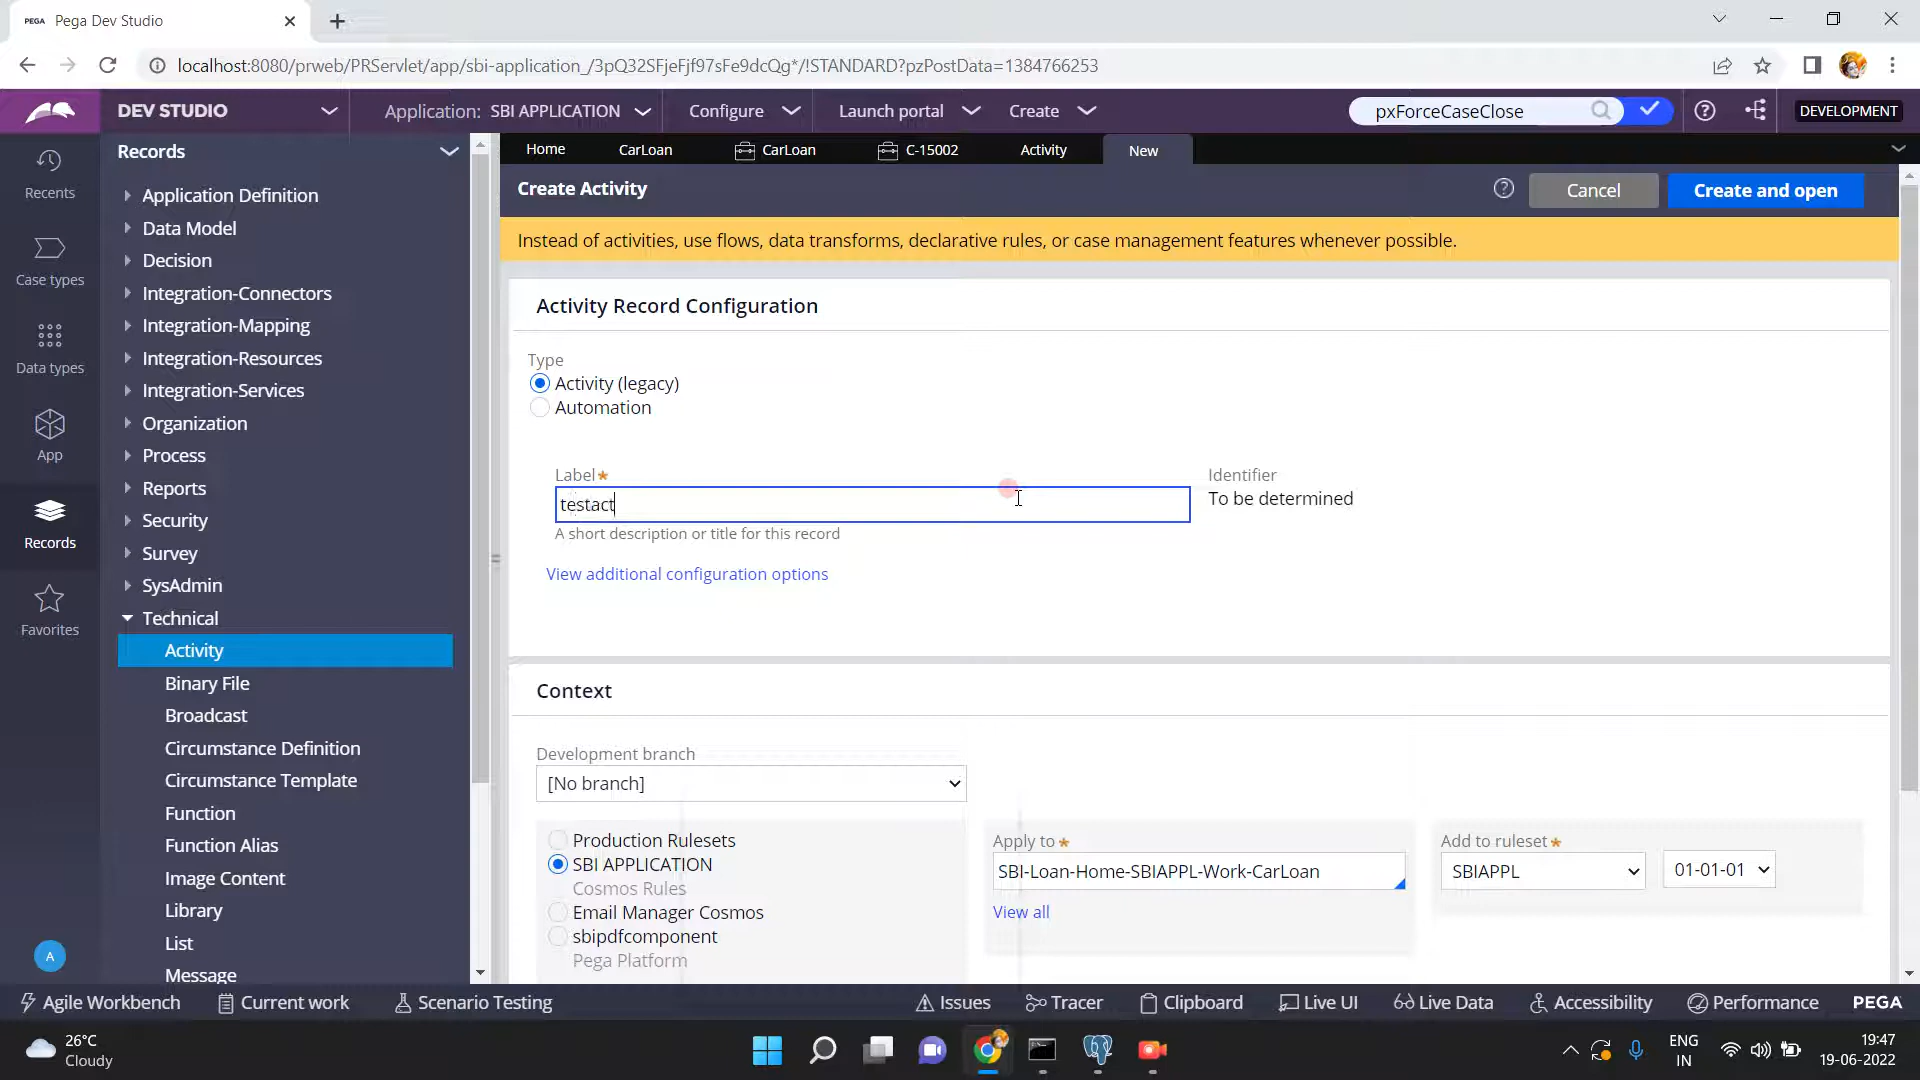 PEGA Pega Dev Studio
localhost:8080/prweb/PRServlet/app/sbi-application_/3pQ32SFjeFjf97sFe9dcQg*/!STANDARD?pzPostData=1384766253
DEV STUDIO Application: SBI APPLICATION Configure Launch portal Create pxForceCaseClose DEVELOPMENT
Recents
Case types
Data types
App
Records
Favorites
A
Records
Application Definition
Data Model
Decision
Integration-Connectors
Integration-Mapping
Integration-Resources
Integration-Services
Organization
Process
Reports
Security
Survey
SysAdmin
Technical
Activity
Binary File
Broadcast
Circumstance Definition
Circumstance Template
Function
Function Alias
Image Content
Library
List
Message
Home CarLoan CarLoan C-15002 Activity New
Create Activity Cancel Create and open
Instead of activities, use flows, data transforms, declarative rules, or case management features whenever possible.
Activity Record Configuration
Type
Activity (legacy)
Automation
Label* Identifier
testact To be determined
A short description or title for this record
View additional configuration options
Context
Development branch
[No branch]
Production Rulesets
SBI APPLICATION
Cosmos Rules
Email Manager Cosmos
sbipdfcomponent
Pega Platform
Apply to*
SBI-Loan-Home-SBIAPPL-Work-CarLoan
View all
Add to ruleset*
SBIAPPL 01-01-01
Agile Workbench Current work Scenario Testing Issues Tracer Clipboard Live UI Live Data Accessibility Performance PEGA
26°C
Cloudy
ENG
IN
19:47
19-06-2022